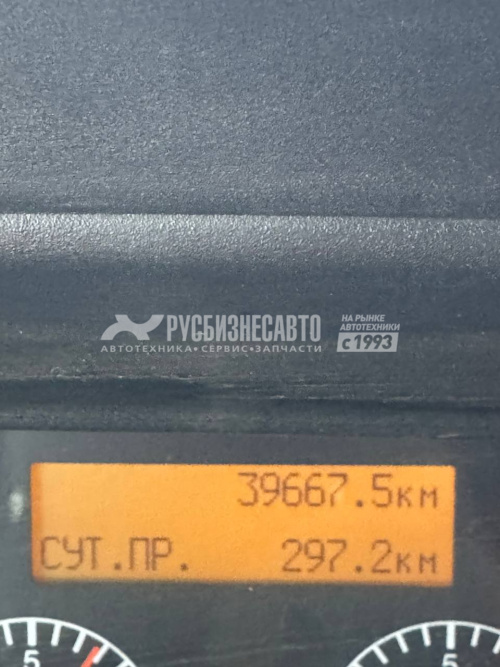 РУСБИЗНЕСАВТО
АВТОТЕХНИКА•СЕРВИС•ЗАПЧАСТИ
НА РЫНКЕ
АВТОТЕХНИКИ
с 1993
39667.5км
СУТ.ПР. 297.2км
5 5